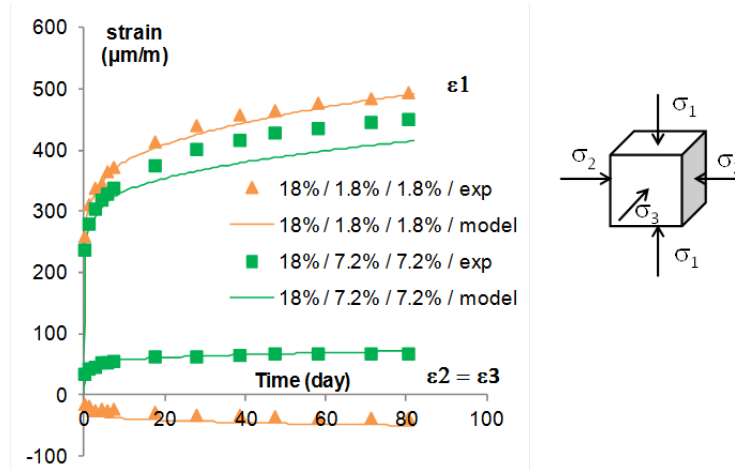 600
strain
(μm/m)
500
ε1
400
300
18% / 1.8% / 1.8% / exp
18% / 1.8% / 1.8% / model
18% / 7.2% / 7.2% / exp
18% / 7.2% / 7.2% / model
200
100
0
Time (day)
ε2 = ε3
0
20
40
60
80
100
-100
σ1
σ2
σ3
σ1